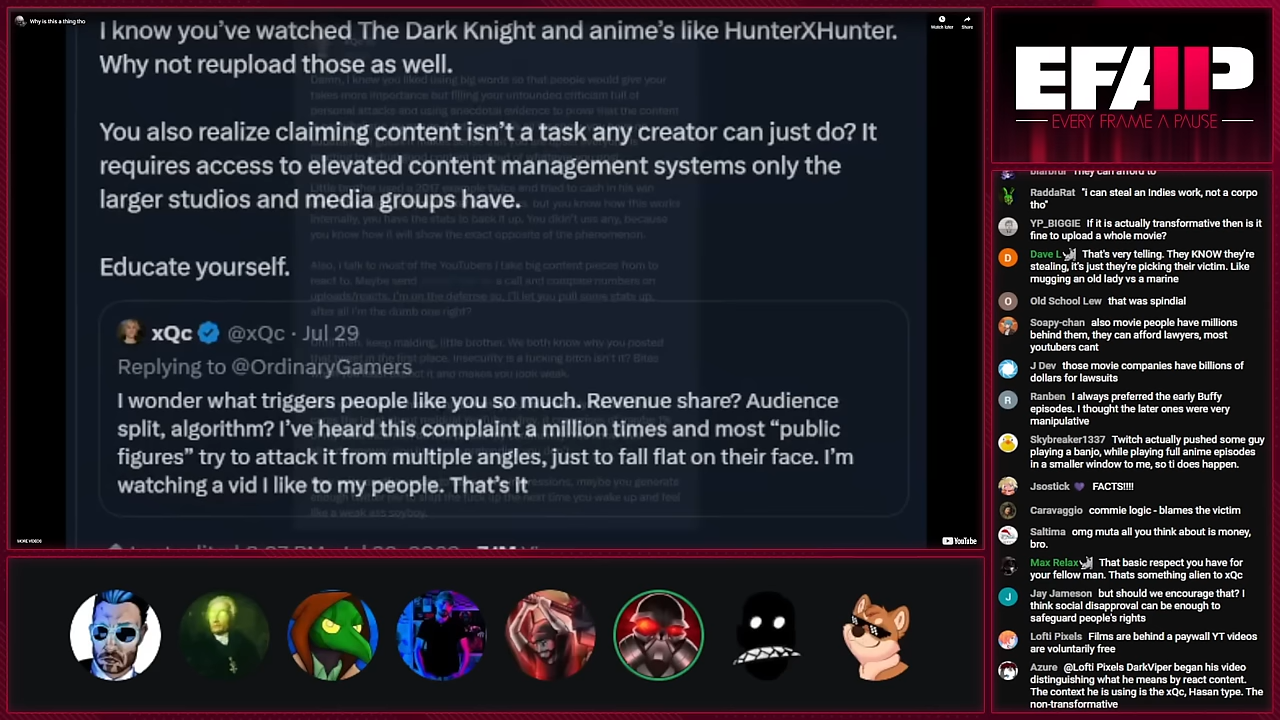 Why is this a thing tho
Watch later
Share
I know you’ve watched The Dark Knight and anime’s like HunterXHunter.
Why not reupload those as well.
You also realize claiming content isn’t a task any creator can just do? It
requires access to elevated content management systems only the
larger studios and media groups have.
Educate yourself.
xQc @xQc · Jul 29
Replying to @OrdinaryGamers
I wonder what triggers people like you so much. Revenue share? Audience
split, algorithm? I’ve heard this complaint a million times and most “public
figures” try to attack it from multiple angles, just to fall flat on their face. I’m
watching a vid I like to my people. That’s It
MORE VIDEOS
YouTube
EFAP
EVERY FRAME A PAUSE
they can afford to
RaddaRat "i can steal an Indies work, not a corpo
tho"
YP_BIGGIE If it is actually transformative then is it
fine to upload a whole movie?
Dave L That's very telling. They KNOW they're
stealing, it's just they're picking their victim. Like
mugging an old lady vs a marine
Old School Lew that was spindial
Soapy-chan also movie people have millions
behind them, they can afford lawyers, most
youtubers cant
J Dev those movie companies have billions of
dollars for lawsuits
Ranben I always preferred the early Buffy
episodes. I thought the later ones were very
manipulative
Skybreaker1337 Twitch actually pushed some guy
playing a banjo, while playing full anime episodes
in a smaller window to me, so ti does happen.
Jsostick 💜 FACTS!!!!
Caravaggio commie logic - blames the victim
Saltima omg muta all you think about is money,
bro.
Max Relax That basic respect you have for
your fellow man. Thats something alien to xQc
Jay Jameson but should we encourage that? I
think social disapproval can be enough to
safeguard people's rights
Lofti Pixels Films are behind a paywall YT videos
are voluntarily free
Azure @Lofti Pixels DarkViper began his video
distinguishing what he means by react content.
The context he is using is the xQc, Hasan type. The
non-transformative